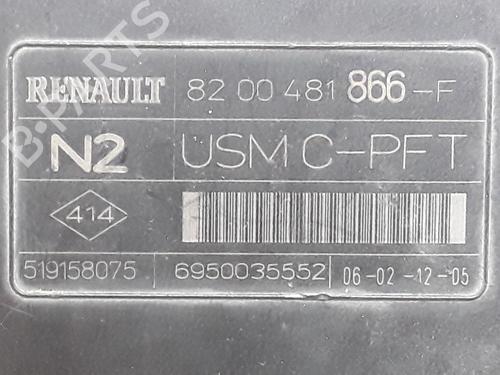 RENAULT 82 00 481 866-F
N2 USM C-PFT
414
519158075 6950035552 06-02-12-05
B-PARTS